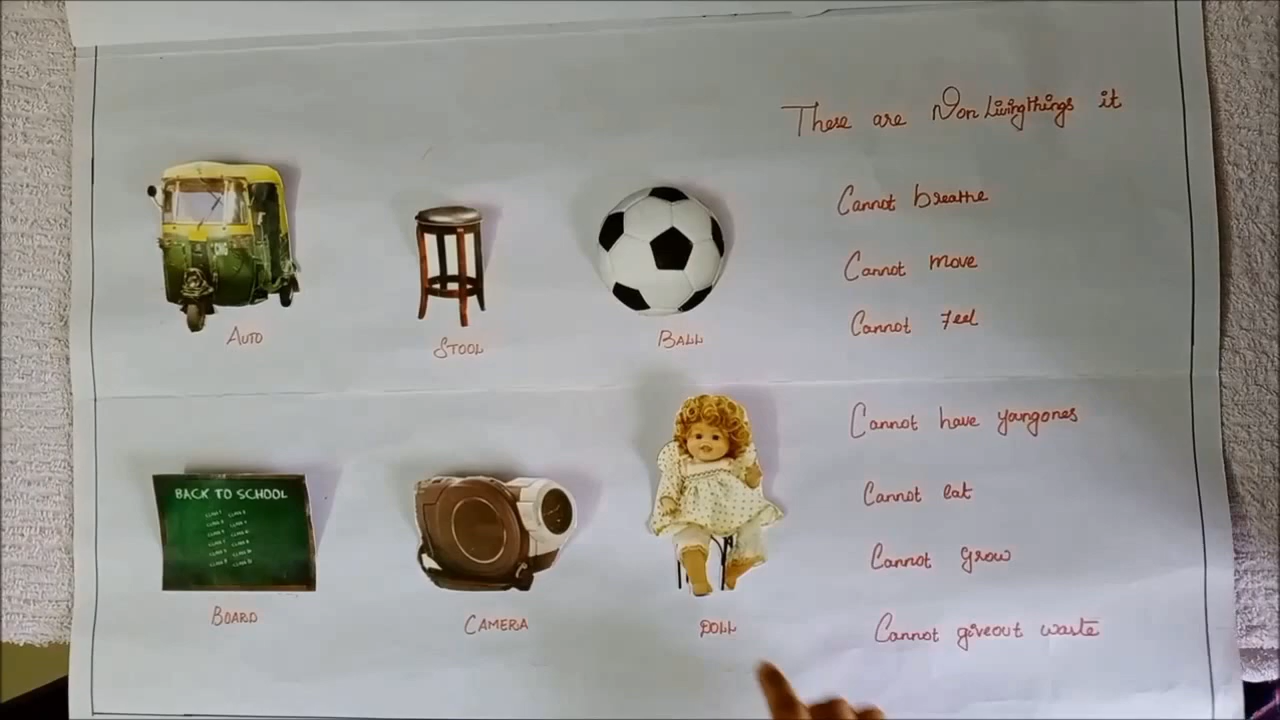 These are Non Livingthings it
Cannot breathe
Cannot move
Cannot Feel
AUTO
STOOL
BALL
Cannot have youngones
Cannot eat
Cannot grow
Cannot giveout waste
BACK TO SCHOOL
BOARD
CAMERA
DOLL